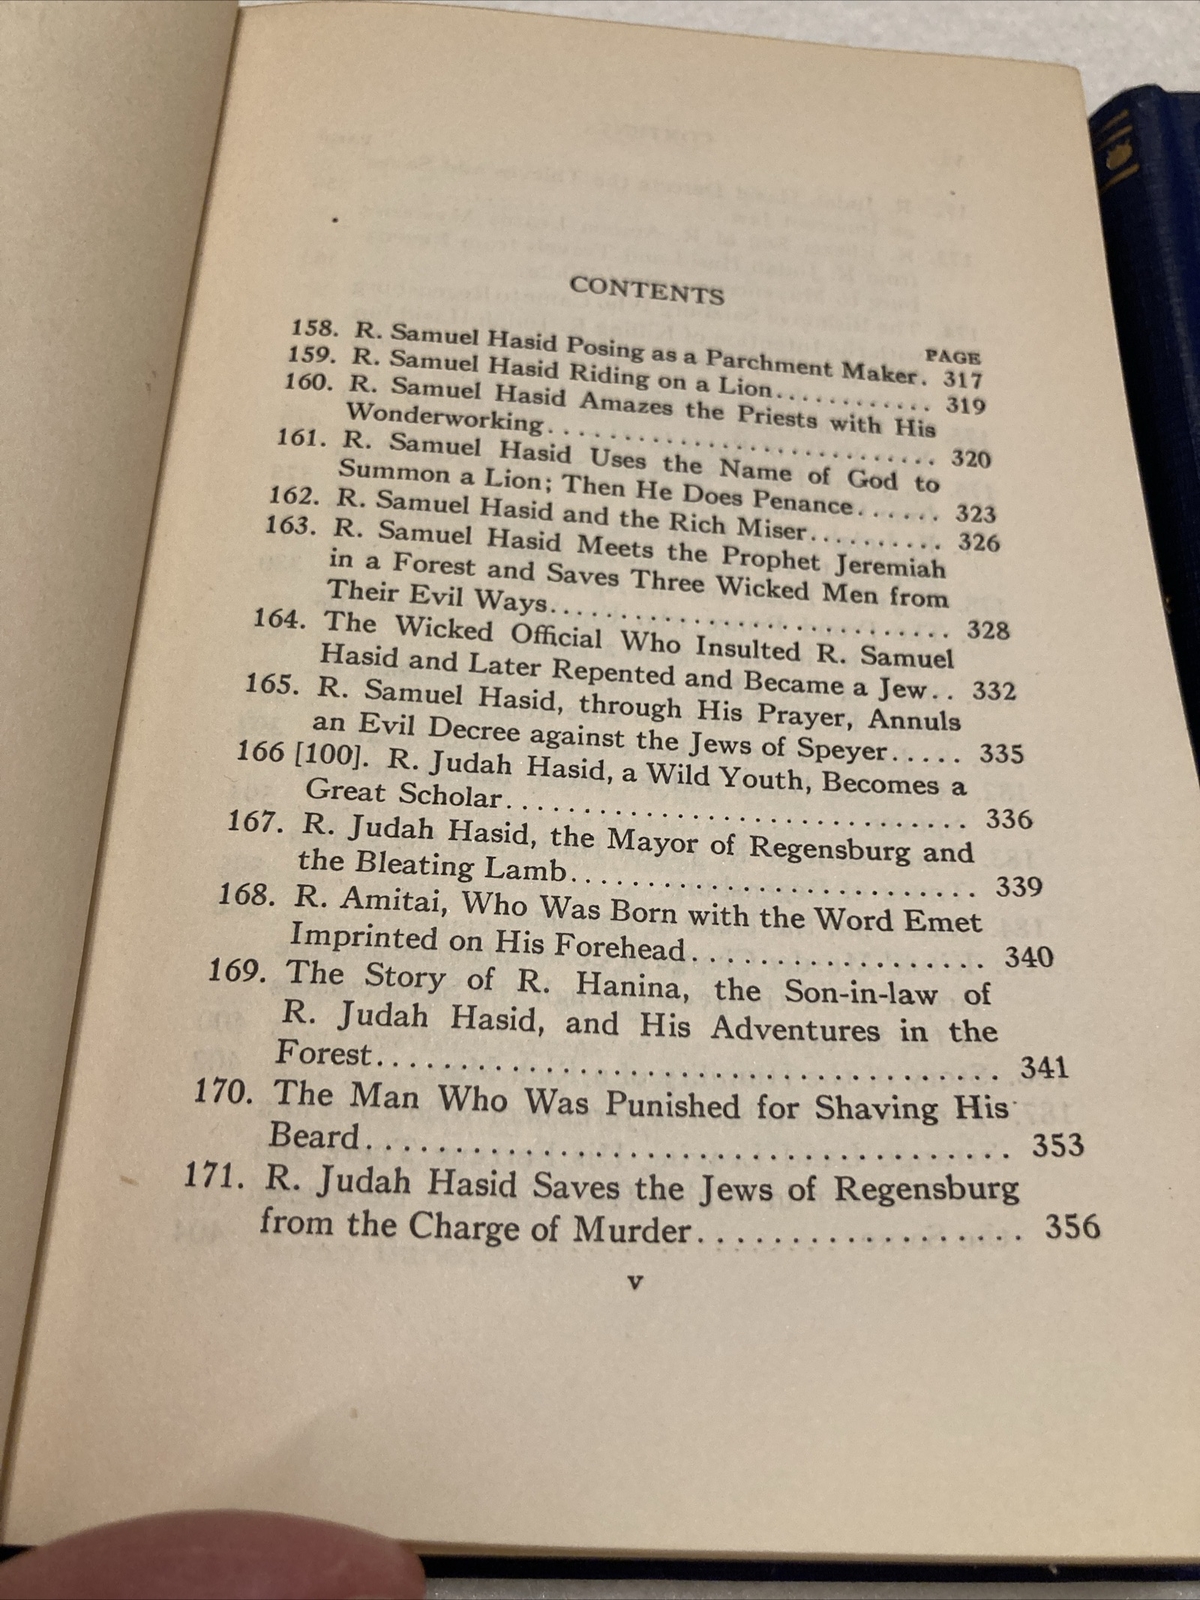 CONTENTS
PAGE
158. R. Samuel Hasid Posing as a Parchment Maker. 317
159. R. Samuel Hasid Riding on a Lion............ 319
160. R. Samuel Hasid Amazes the Priests with His
Wonderworking.............................. 320
161. R. Samuel Hasid Uses the Name of God to
Summon a Lion; Then He Does Penance...... 323
162. R. Samuel Hasid and the Rich Miser.......... 326
163. R. Samuel Hasid Meets the Prophet Jeremiah
in a Forest and Saves Three Wicked Men from
Their Evil Ways............................ 328
164. The Wicked Official Who Insulted R. Samuel
Hasid and Later Repented and Became a Jew.. 332
165. R. Samuel Hasid, through His Prayer, Annuls
an Evil Decree against the Jews of Speyer..... 335
166 [100]. R. Judah Hasid, a Wild Youth, Becomes a
Great Scholar.............................. 336
167. R. Judah Hasid, the Mayor of Regensburg and
the Bleating Lamb.......................... 339
168. R. Amitai, Who Was Born with the Word Emet
Imprinted on His Forehead.................. 340
169. The Story of R. Hanina, the Son-in-law of
R. Judah Hasid, and His Adventures in the
Forest..................................... 341
170. The Man Who Was Punished for Shaving His
Beard...................................... 353
171. R. Judah Hasid Saves the Jews of Regensburg
from the Charge of Murder.................. 356
v